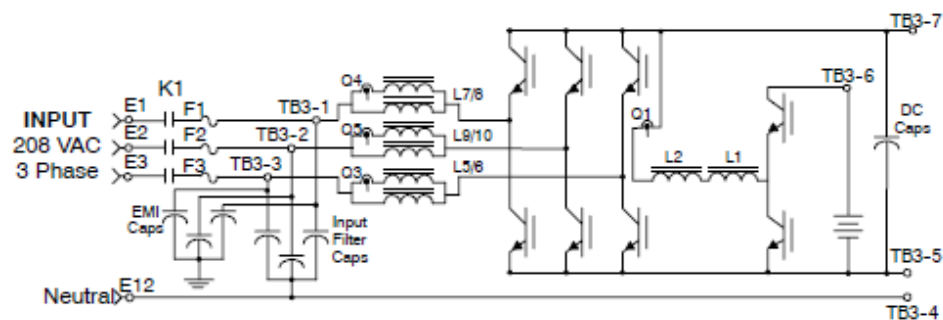 TB3-7
K1
Q4
L7/8
TB3-6
INPUT
E1
F1
TB3-1
Q1
DC
Caps
208 VAC
E2
F2
TB3-2
Q5
L9/10
L2
L1
3 Phase
E3
F3
TB3-3
Q3
L5/6
EMI
Caps
Input
Filter
Caps
TB3-5
Neutral
E12
TB3-4